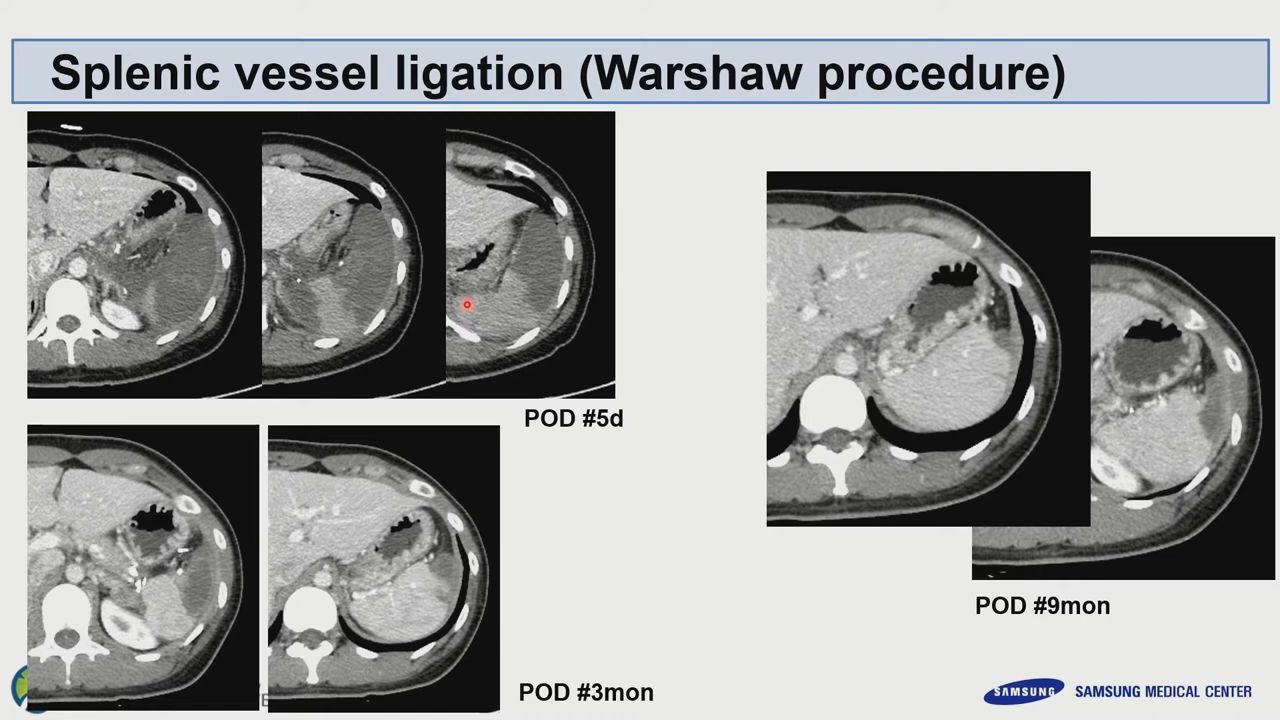 Splenic vessel ligation (Warshaw procedure)
POD #5d
POD #9mon
POD #3mon
SAMSUNG SAMSUNG MEDICAL CENTER